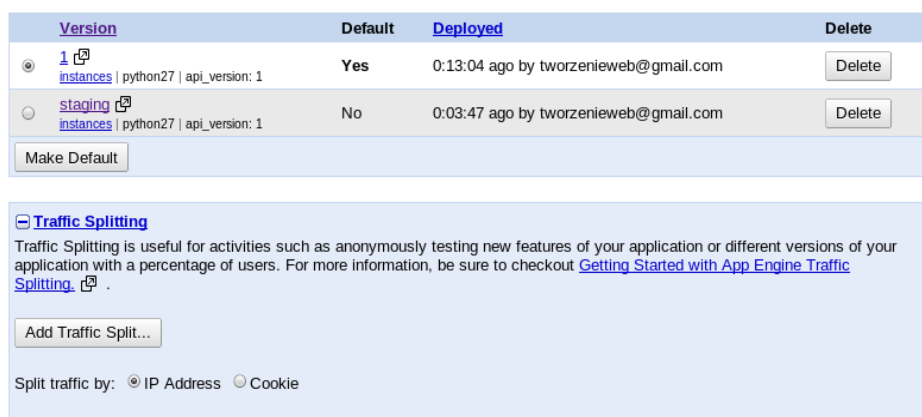 Version Default Deployed Delete
1
instances | python27 | api_version: 1
Yes 0:13:04 ago by tworzenieweb@gmail.com Delete
staging
instances | python27 | api_version: 1
No 0:03:47 ago by tworzenieweb@gmail.com Delete
Make Default
Traffic Splitting
Traffic Splitting is useful for activities such as anonymously testing new features of your application or different versions of your
application with a percentage of users. For more information, be sure to checkout Getting Started with App Engine Traffic
Splitting. .
Add Traffic Split...
Split traffic by: IP Address Cookie